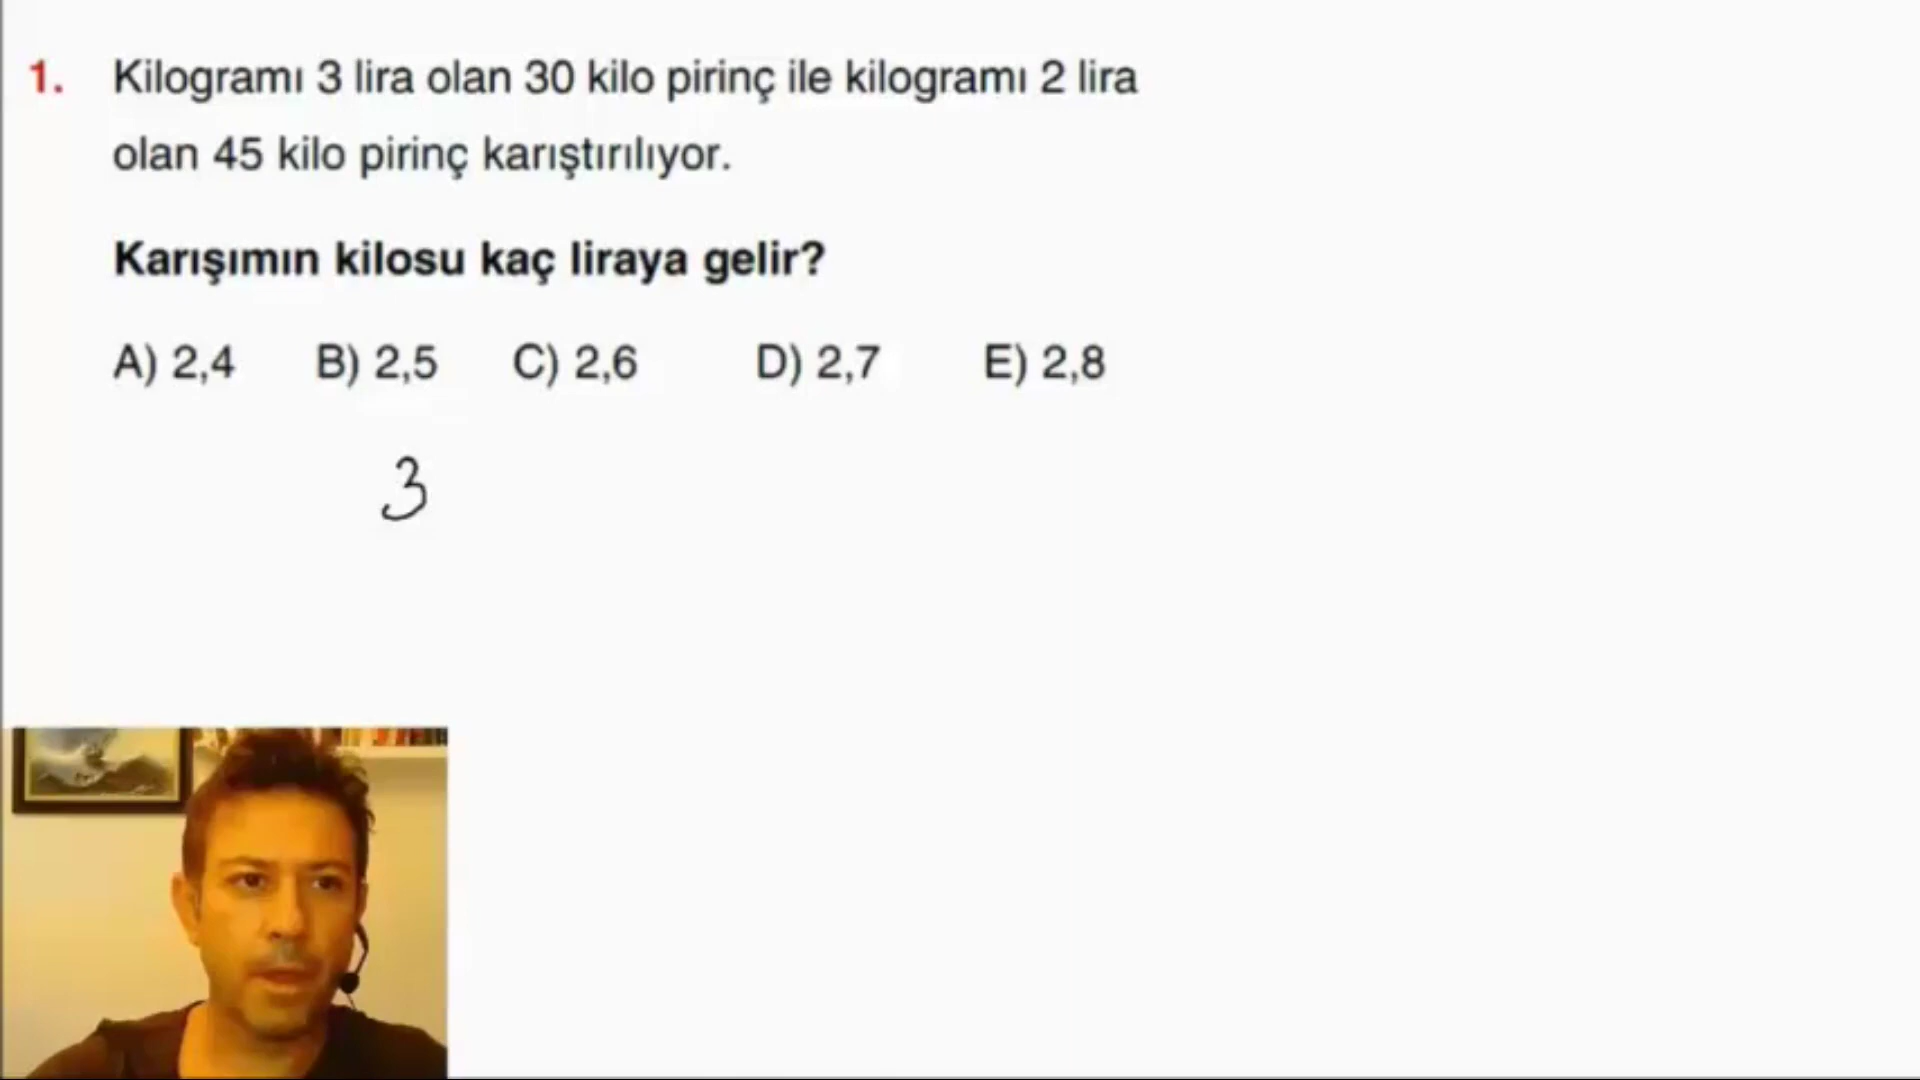 1. Kilogramı 3 lira olan 30 kilo pirinç ile kilogramı 2 lira
olan 45 kilo pirinç karıştırılıyor.
Karışımın kilosu kaç liraya gelir?
A) 2,4 B) 2,5 C) 2,6 D) 2,7 E) 2,8
3